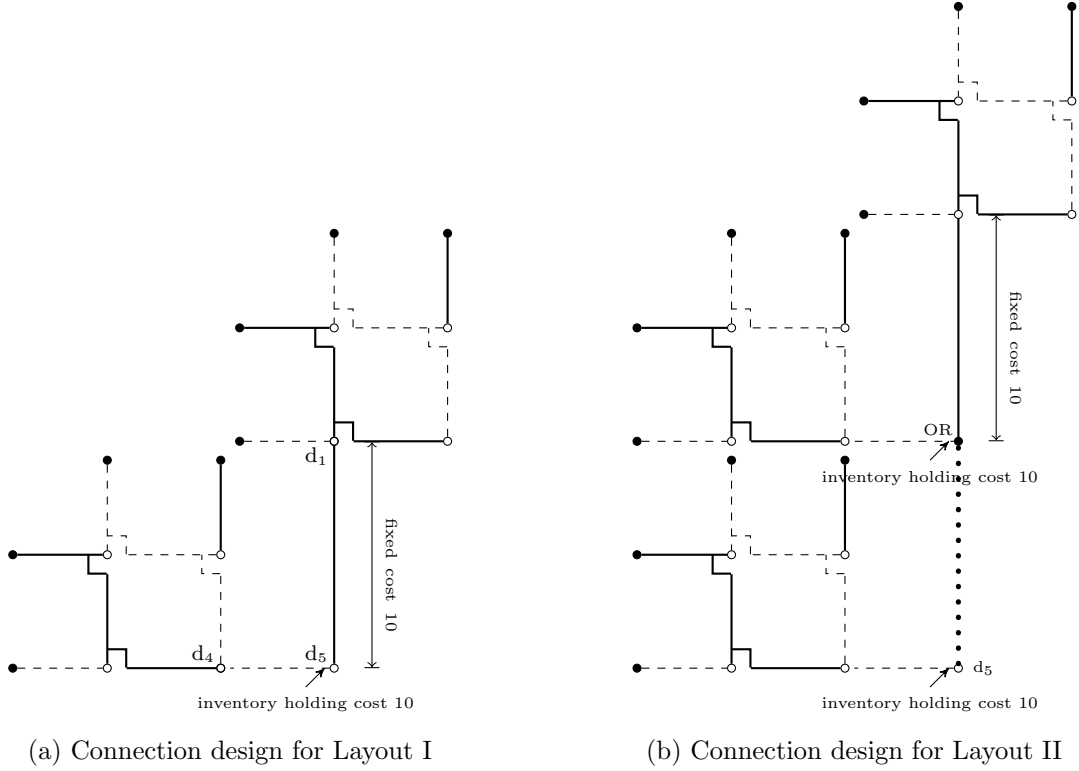 fixed cost 10
OR
inventory holding cost 10
d1
fixed cost 10
d4
d5
d5
inventory holding cost 10
inventory holding cost 10
(a) Connection design for Layout I
(b) Connection design for Layout II